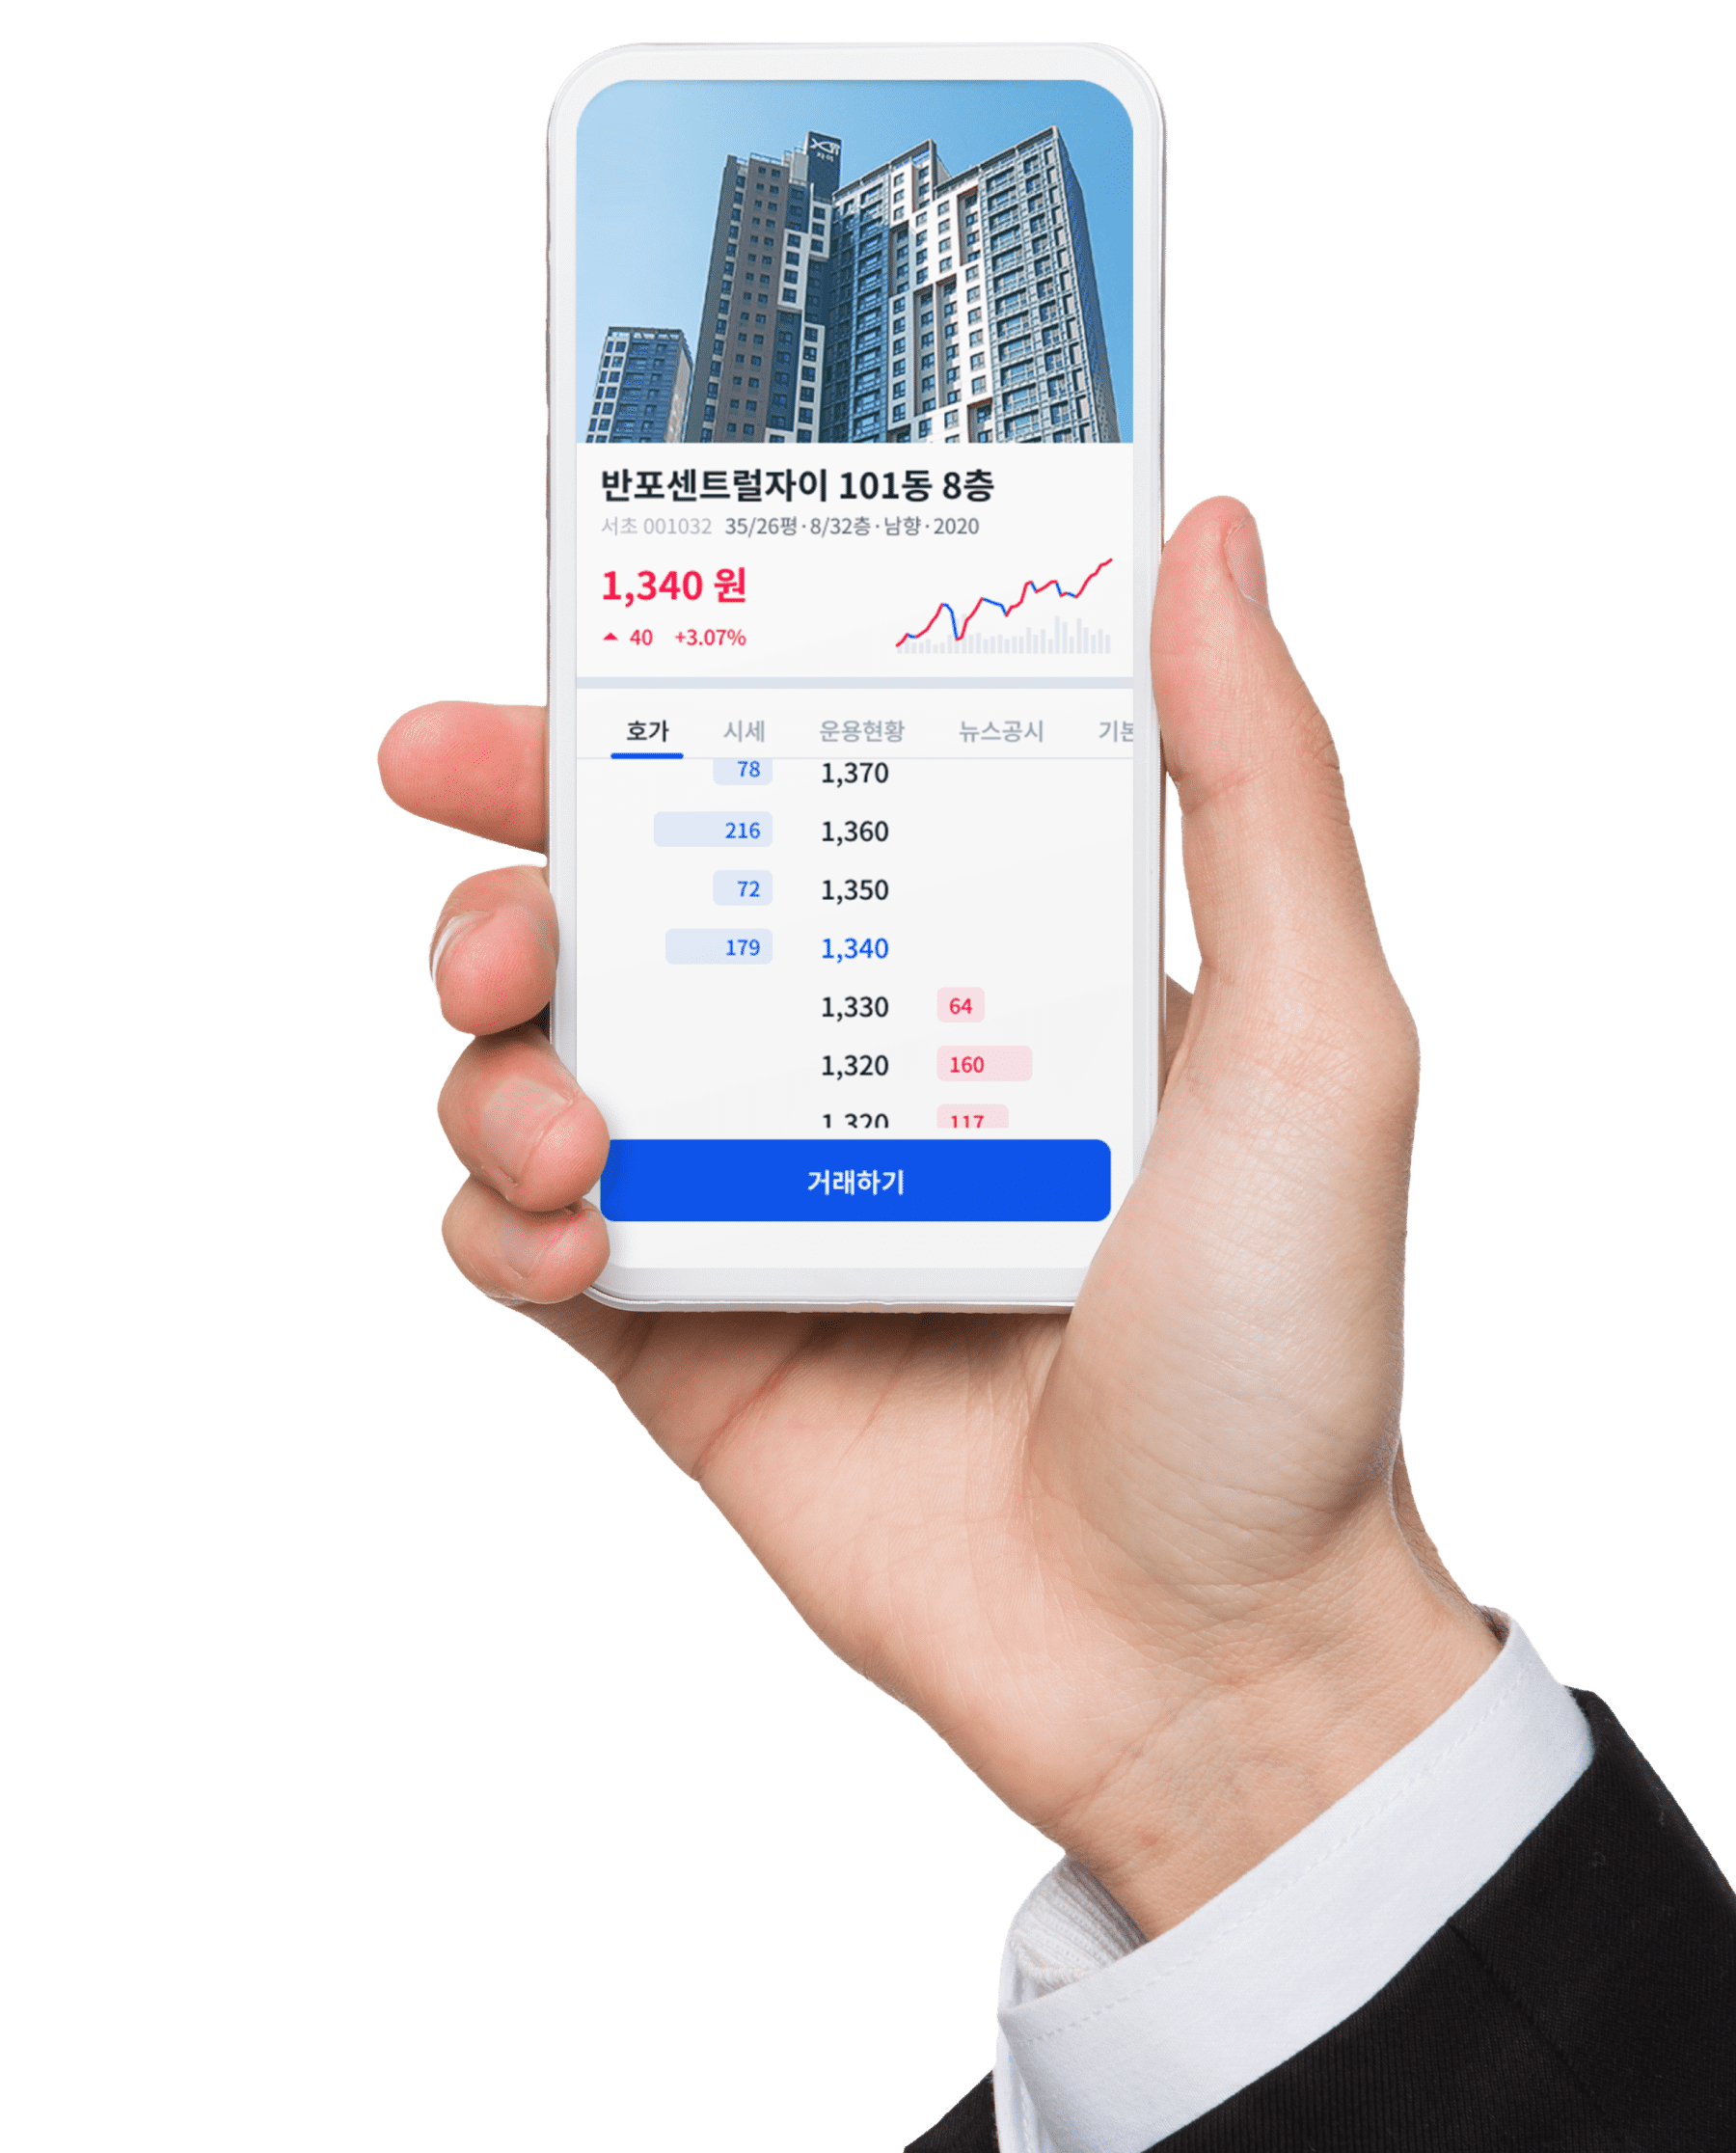 자이
반포센트럴자이 101동 8층
서초 001032 35/26평·8/32층·남향·2020
1,340 원
▲ 40 +3.07%
호가 시세 운용현황 뉴스공시 기본
78 1,370
216 1,360
72 1,350
179 1,340
1,330 64
1,320 160
1,320 117
거래하기